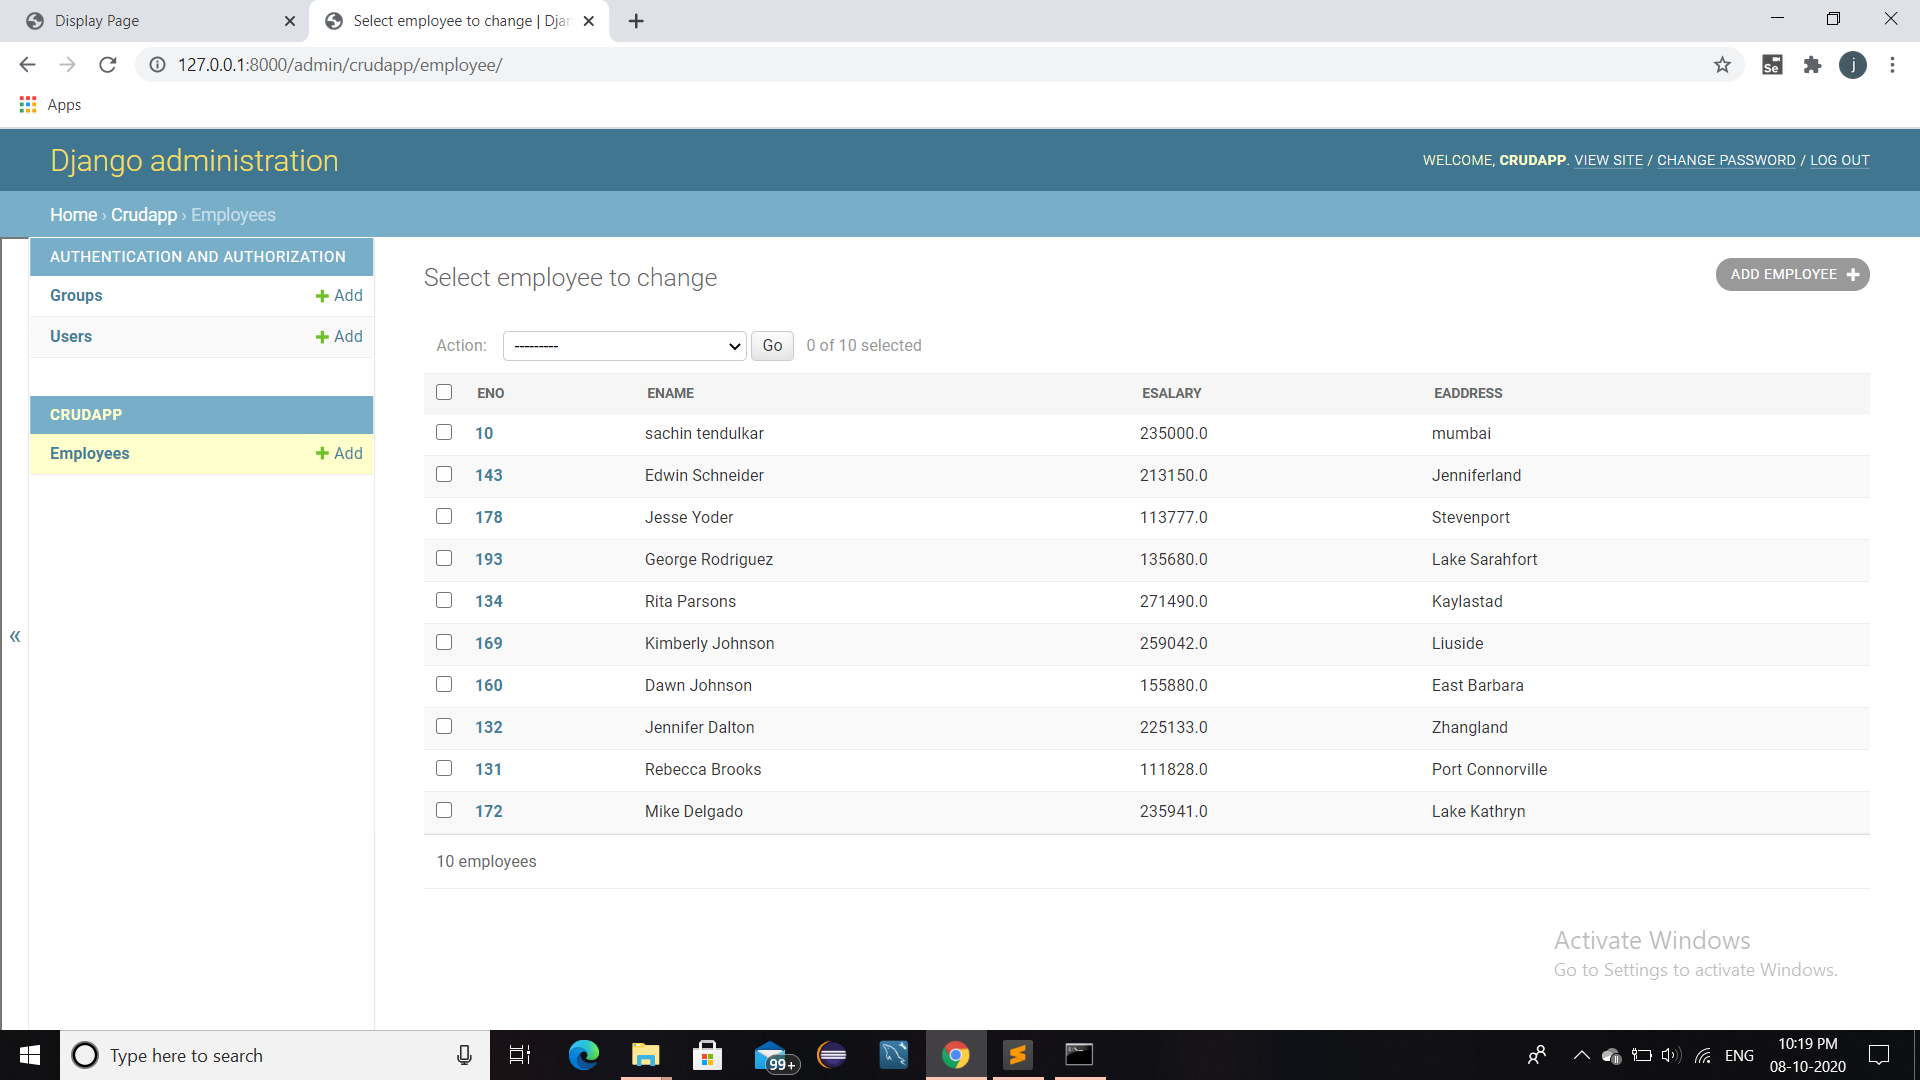 Display Page
Select employee to change | Djan
127.0.0.1:8000/admin/crudapp/employee/
Se
j
Apps
Django administration
WELCOME, CRUDAPP. VIEW SITE / CHANGE PASSWORD / LOG OUT
Home › Crudapp › Employees
AUTHENTICATION AND AUTHORIZATION
Groups + Add
Users + Add
CRUDAPP
Employees + Add
«
Select employee to change
ADD EMPLOYEE +
Action: --------- Go 0 of 10 selected
ENO ENAME ESALARY EADDRESS
10 sachin tendulkar 235000.0 mumbai
143 Edwin Schneider 213150.0 Jenniferland
178 Jesse Yoder 113777.0 Stevenport
193 George Rodriguez 135680.0 Lake Sarahfort
134 Rita Parsons 271490.0 Kaylastad
169 Kimberly Johnson 259042.0 Liuside
160 Dawn Johnson 155880.0 East Barbara
132 Jennifer Dalton 225133.0 Zhangland
131 Rebecca Brooks 111828.0 Port Connorville
172 Mike Delgado 235941.0 Lake Kathryn
10 employees
Activate Windows
Go to Settings to activate Windows.
Type here to search
99+
ENG
10:19 PM
08-10-2020